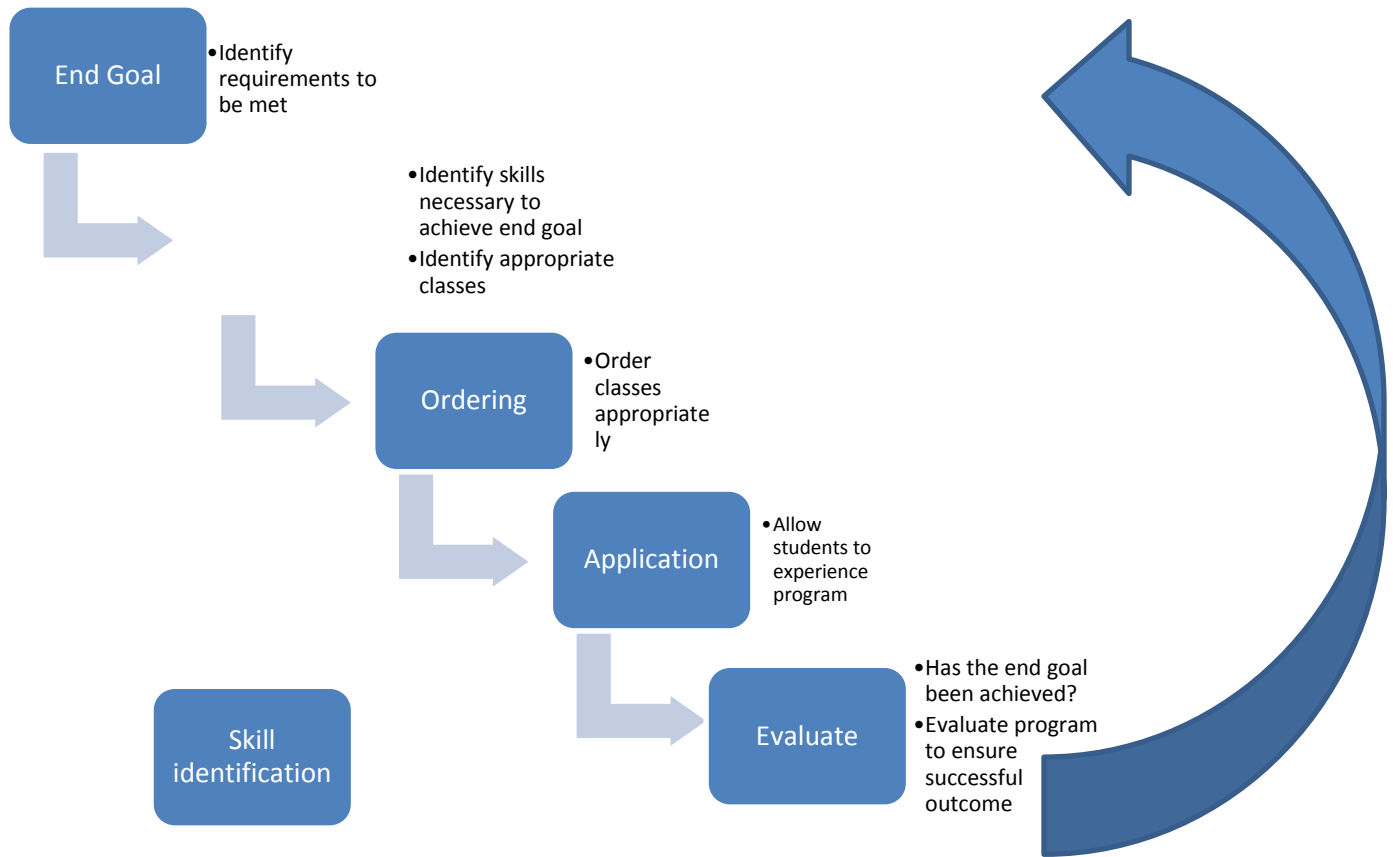 End Goal
•Identify
requirements to
be met
•Identify skills
necessary to
achieve end goal
•Identify appropriate
classes
Ordering
•Order
classes
appropriate
ly
Application
•Allow
students to
experience
program
Evaluate
•Has the end goal
been achieved?
•Evaluate program
to ensure
successful
outcome
Skill
identification